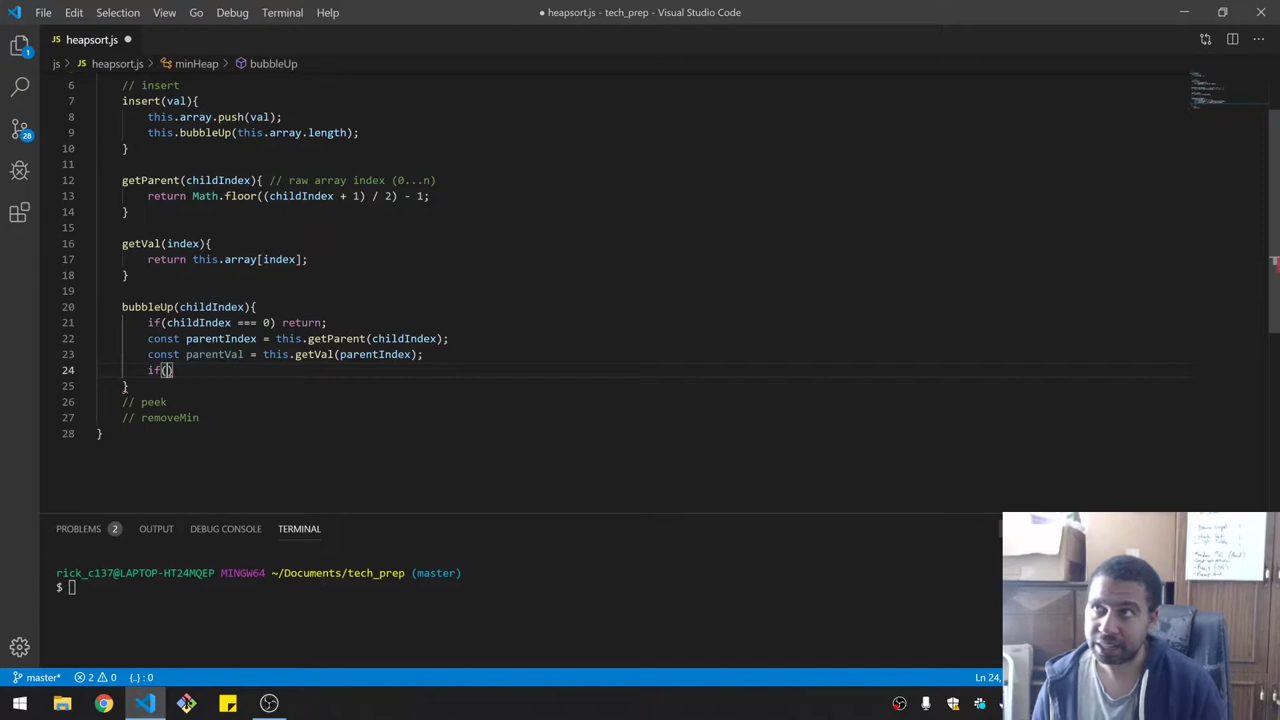 File Edit Selection View Go Debug Terminal Help
● heapsort.js - tech_prep - Visual Studio Code
JS heapsort.js ●
js › JS heapsort.js › minHeap › bubbleUp
6 // insert
7 insert(val){
8 this.array.push(val);
9 this.bubbleUp(this.array.length);
10 }
11
12 getParent(childIndex){ // raw array index (0...n)
13 return Math.floor((childIndex + 1) / 2) - 1;
14 }
15
16 getVal(index){
17 return this.array[index];
18 }
19
20 bubbleUp(childIndex){
21 if(childIndex === 0) return;
22 const parentIndex = this.getParent(childIndex);
23 const parentVal = this.getVal(parentIndex);
24 if()
25 }
26 // peek
27 // removeMin
28 }
1
28
PROBLEMS 2 OUTPUT DEBUG CONSOLE TERMINAL
rick_c137@LAPTOP-HT24MQEP MINGW64 ~/Documents/tech_prep (master)
$
master* 2 0 {..} : 0 Ln 24,